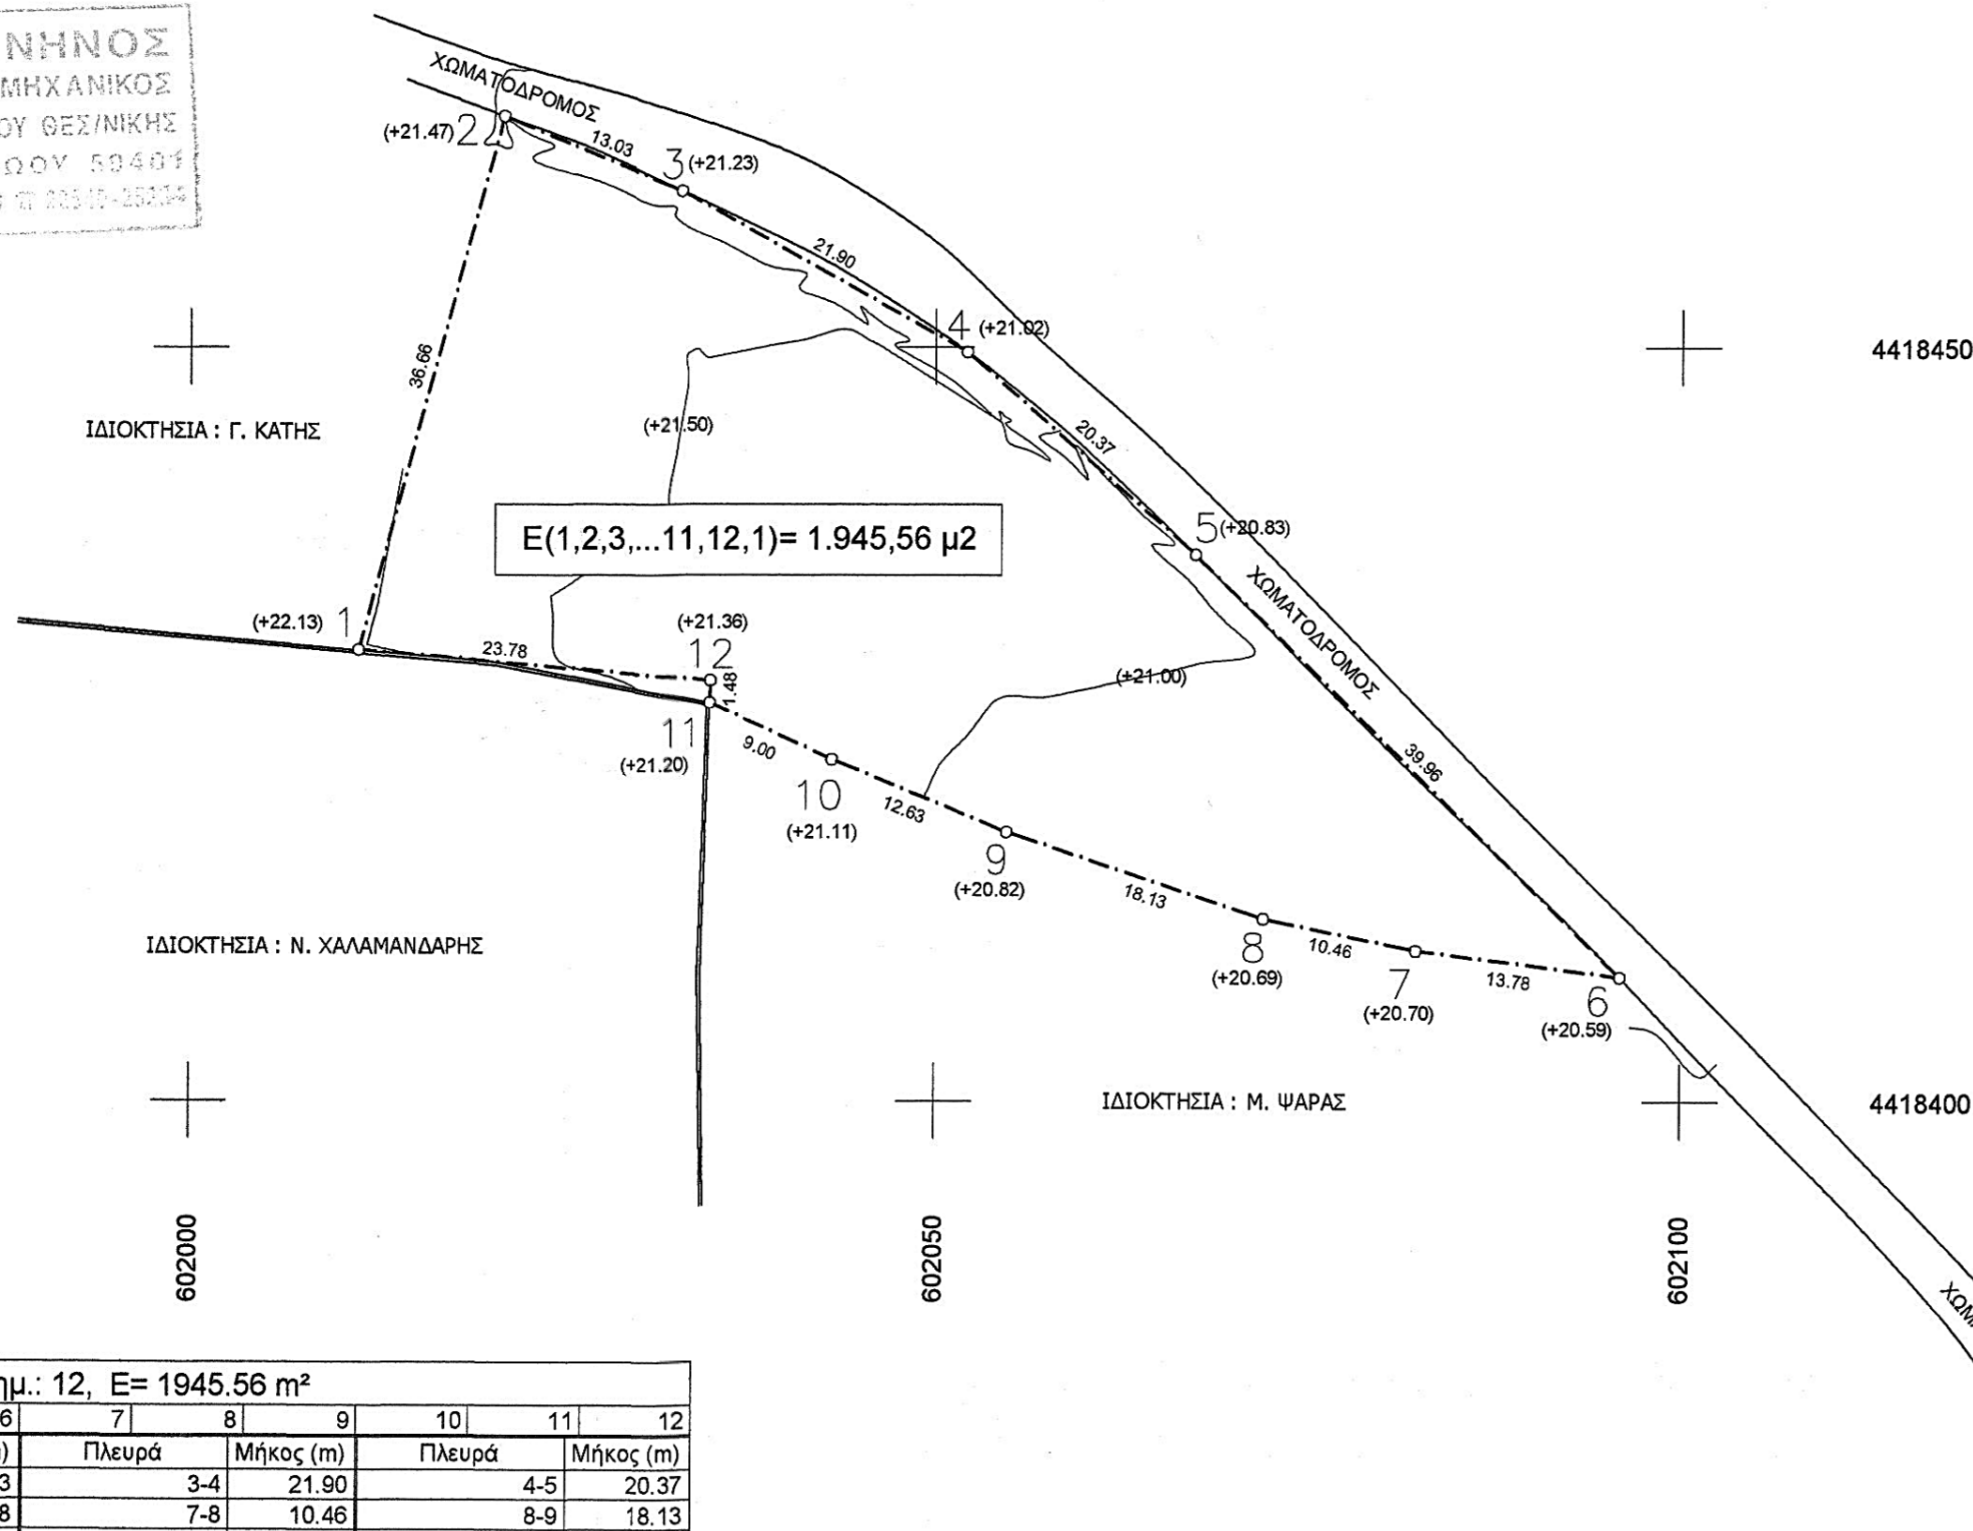 ΝΗΝΟΣ
ΜΗΧΑΝΙΚΟΣ
ΟΥ ΘΕΣ/ΝΙΚΗΣ
ΧΩΜΑΤΟΔΡΟΜΟΣ
(+21.47) 2
13.03
3 (+21.23)
21.90
4 (+21.02)
4418450
36.66
20.37
ΙΔΙΟΚΤΗΣΙΑ : Γ. ΚΑΤΗΣ
(+21.50)
5 (+20.83)
Ε(1,2,3,...11,12,1)= 1.945,56 μ2
ΧΩΜΑΤΟΔΡΟΜΟΣ
(+22.13) 1
23.78
(+21.36)
12
1.48
(+21.00)
11
(+21.20)
9.00
39.96
10
(+21.11)
12.63
9
(+20.82)
18.13
8
(+20.69)
10.46
7
(+20.70)
13.78
6
(+20.59)
ΙΔΙΟΚΤΗΣΙΑ : Ν. ΧΑΛΑΜΑΝΔΑΡΗΣ
ΙΔΙΟΚΤΗΣΙΑ : Μ. ΨΑΡΑΣ
4418400
602000
602050
602100
ΧΩΜ
ημ.: 12, Ε= 1945.56 m²
6 7 8 9 10 11 12
) Πλευρά Μήκος (m) Πλευρά Μήκος (m)
3 3-4 21.90 4-5 20.37
8 7-8 10.46 8-9 18.13